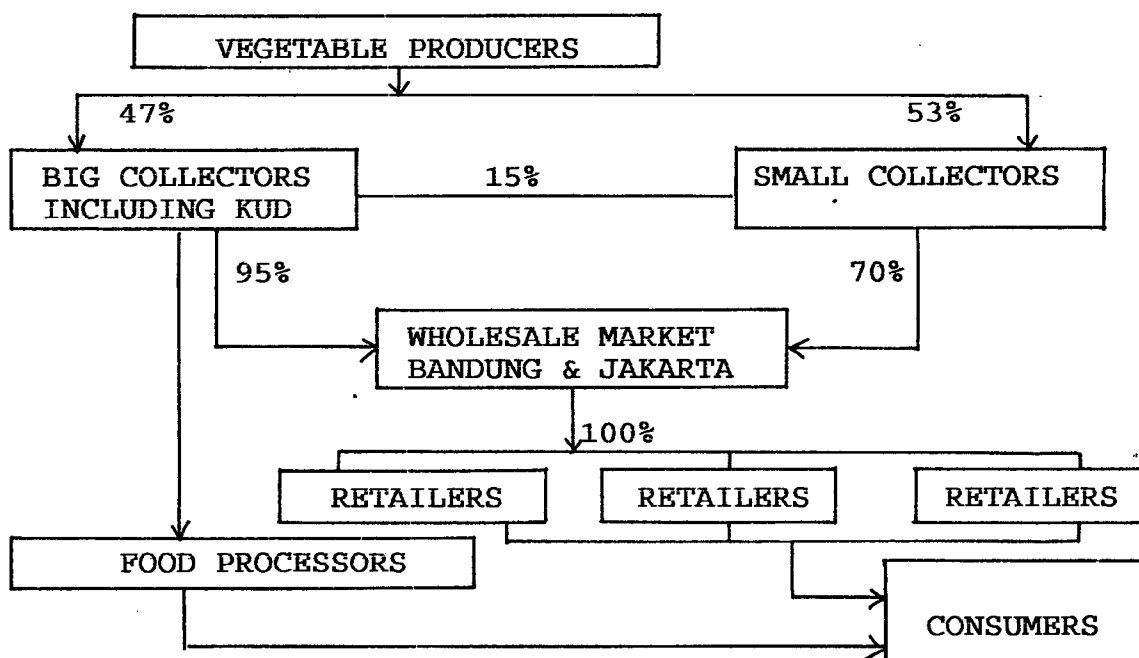 VEGETABLE PRODUCERS
47%
53%
BIG COLLECTORS
INCLUDING KUD
15%
SMALL COLLECTORS
95%
70%
WHOLESALE MARKET
BANDUNG & JAKARTA
100%
RETAILERS
RETAILERS
RETAILERS
FOOD PROCESSORS
CONSUMERS